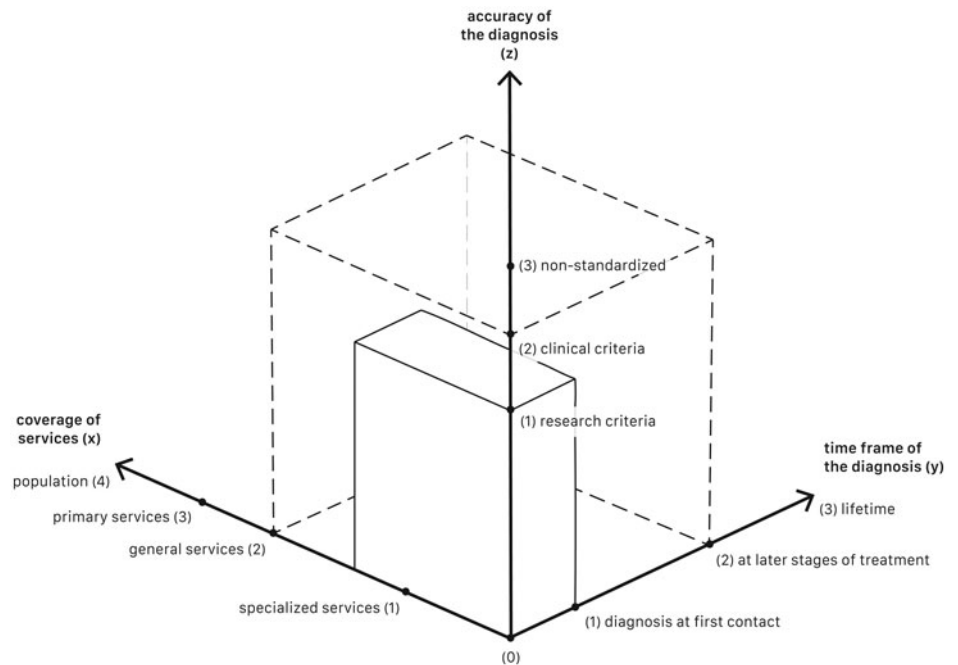 accuracy of
the diagnosis
(z)
(3) non-standardized
(2) clinical criteria
(1) research criteria
coverage of
services (x)
population (4)
primary services (3)
general services (2)
specialized services (1)
time frame of
the diagnosis (y)
(3) lifetime
(2) at later stages of treatment
(1) diagnosis at first contact
(0)